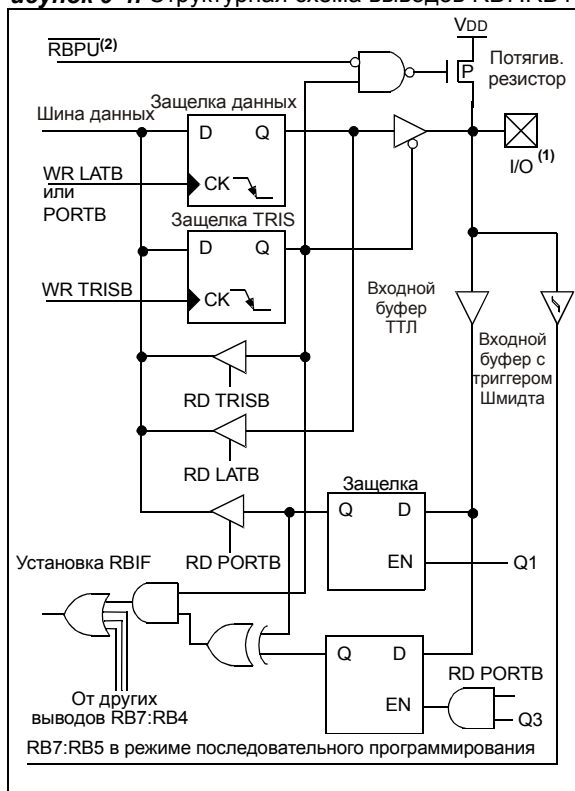 Рисунок 9-4. Структурная схема выводов RB7:RB4
VDD
RBPU(2)
P
Потягив.
резистор
Шина данных
Защелка данных
D Q
I/O (1)
WR LATB
или
PORTB
CK
Защелка TRIS
D Q
WR TRISB
CK
Входной
буфер
ТТЛ
Входной
буфер с
триггером
Шмидта
RD TRISB
RD LATB
Защелка
Q D
EN
Q1
Установка RBIF
RD PORTB
Q D
EN
RD PORTB
Q3
От других
выводов RB7:RB4
RB7:RB5 в режиме последовательного программирования